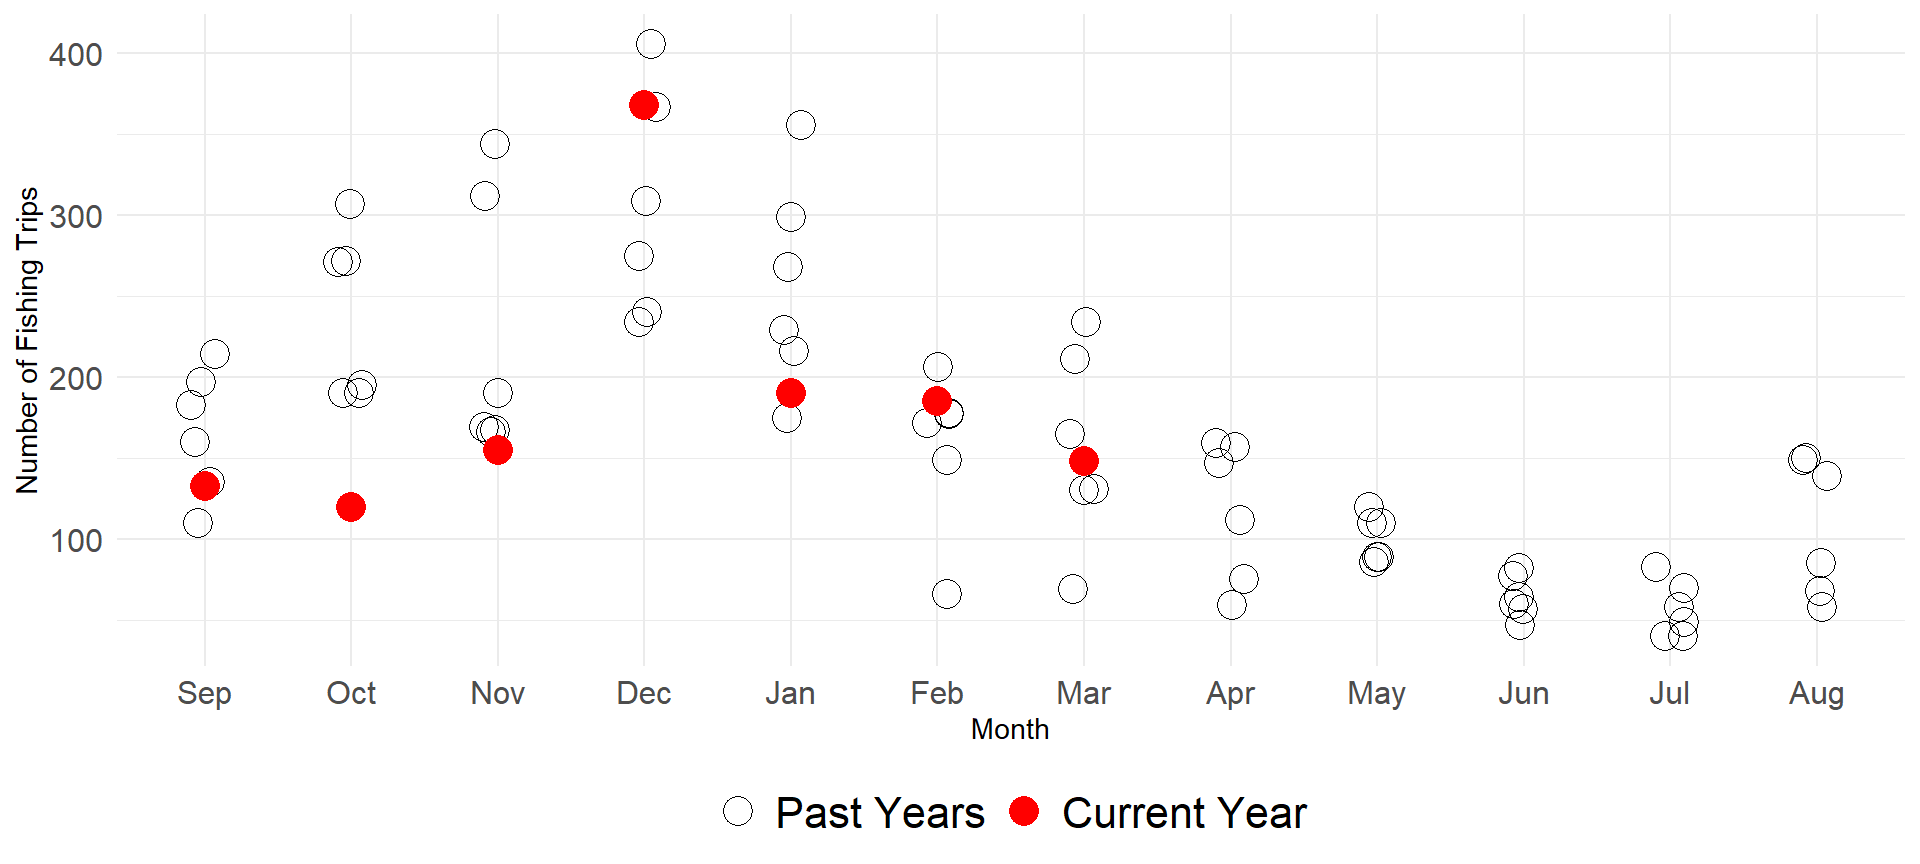 Number of Fishing Trips
400
300
200
100
Sep Oct Nov Dec Jan Feb Mar Apr May Jun Jul Aug
Month
Past Years Current Year